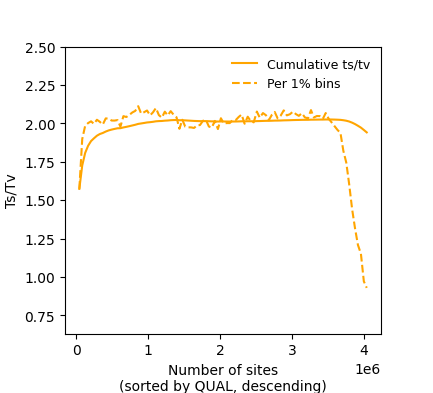 2.50
2.25
2.00
1.75
1.50
1.25
1.00
0.75
Ts/Tv
Cumulative ts/tv
Per 1% bins
0 1 2 3 4
1e6
Number of sites
(sorted by QUAL, descending)